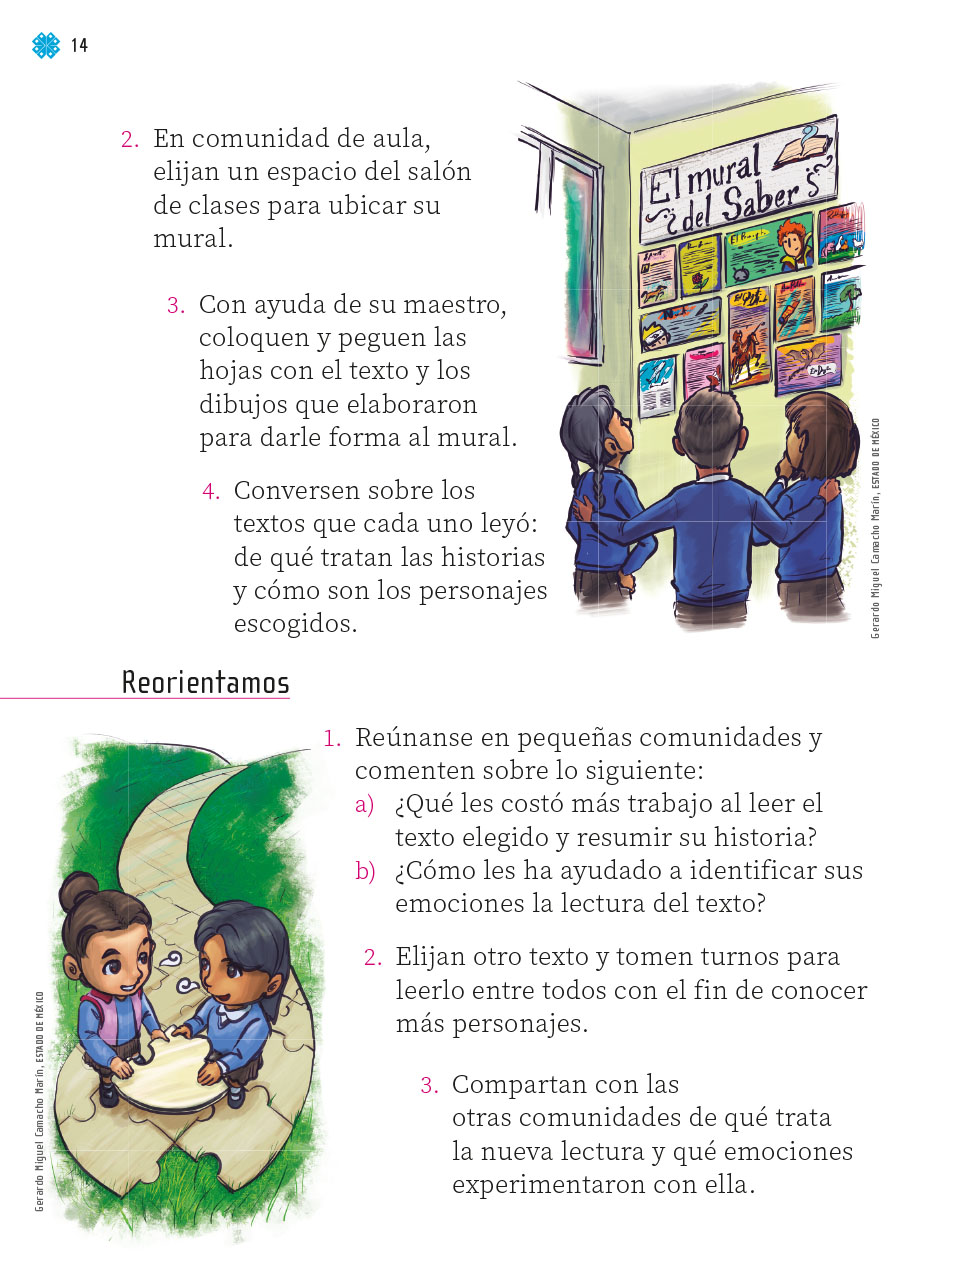 14
2. En comunidad de aula,
elijan un espacio del salón
de clases para ubicar su
mural.
3. Con ayuda de su maestro,
coloquen y peguen las
hojas con el texto y los
dibujos que elaboraron
para darle forma al mural.
4. Conversen sobre los
textos que cada uno leyó:
de qué tratan las historias
y cómo son los personajes
escogidos.
El mural
del Saber
Gerardo Miguel Camacho Marín, ESTADO DE MÉXICO
Reorientamos
1. Reúnanse en pequeñas comunidades y
comenten sobre lo siguiente:
a) ¿Qué les costó más trabajo al leer el
texto elegido y resumir su historia?
b) ¿Cómo les ha ayudado a identificar sus
emociones la lectura del texto?
2. Elijan otro texto y tomen turnos para
leerlo entre todos con el fin de conocer
más personajes.
3. Compartan con las
otras comunidades de qué trata
la nueva lectura y qué emociones
experimentaron con ella.
Gerardo Miguel Camacho Marín, ESTADO DE MÉXICO